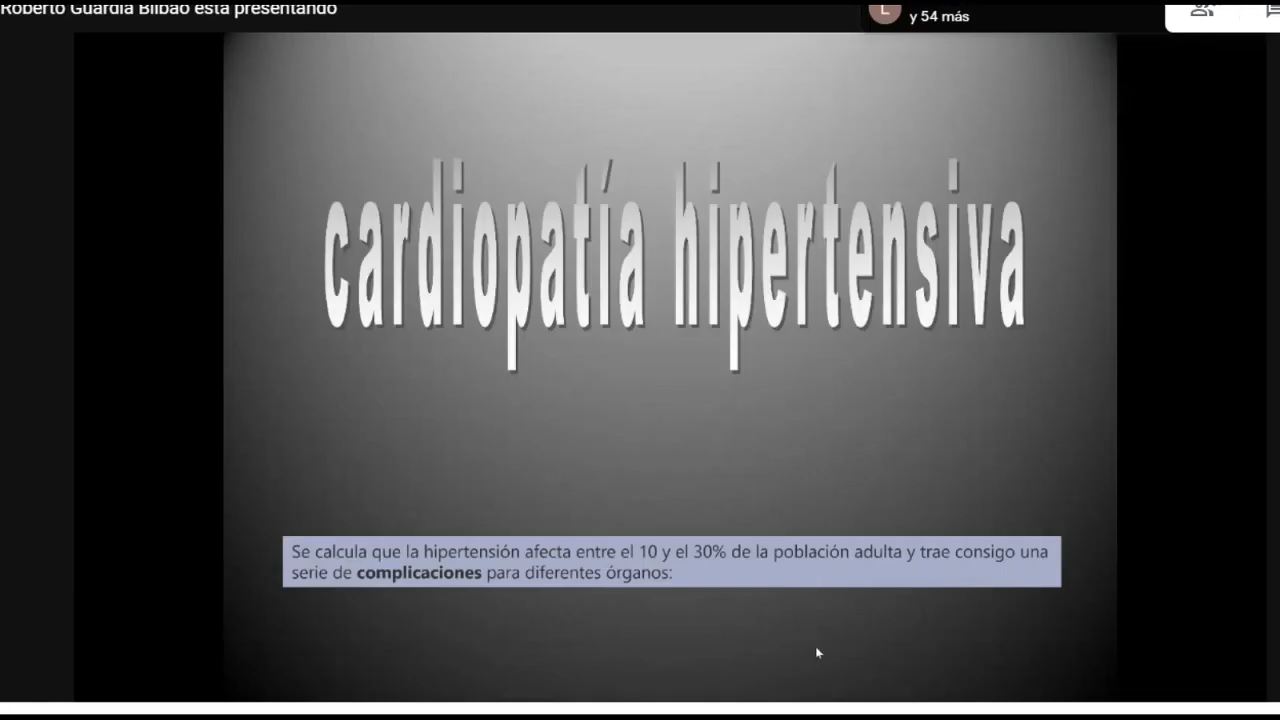 Roberto Guardia Bilbao está presentando
L
y 54 más
cardiopatía hipertensiva
Se calcula que la hipertensión afecta entre el 10 y el 30% de la población adulta y trae consigo una
serie de complicaciones para diferentes órganos: